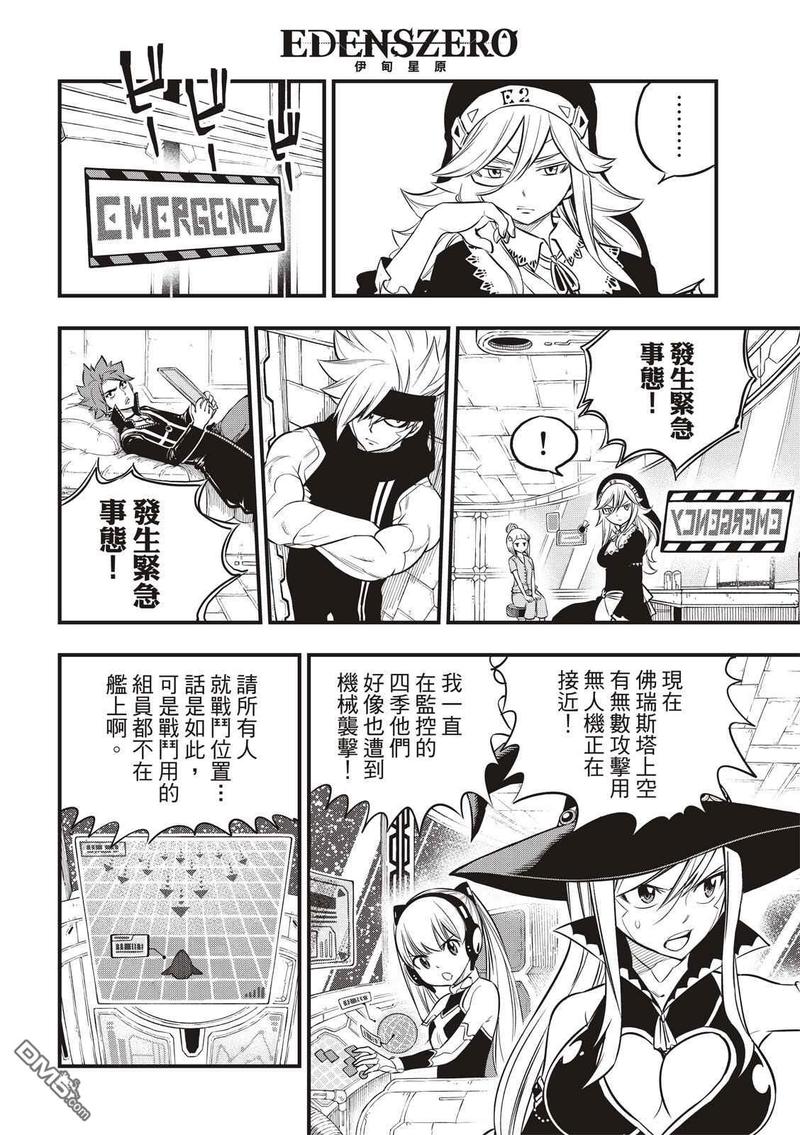 EDENSZERO
伊甸星原
E2
………
ビーッ
ビーッ
ビーッ
EMERGENCY
發生緊急
事態！
！
EMERGENCY
發生緊急
事態！
現在
佛瑞斯塔上空
有無數攻擊用
無人機正在
接近！
我一直
在監控的
四季他們
好像也遭到
機械襲擊！
請所有人
就戰鬥位置…
話是如此，
可是戰鬥用的
組員都不在
艦上啊。